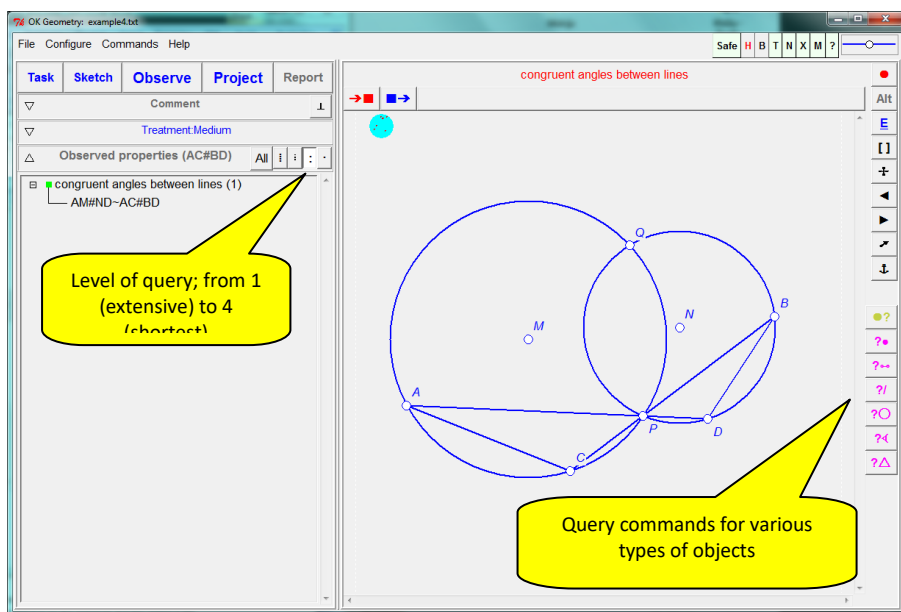 OK Geometry: example4.txt
File Configure Commands Help
Safe H B T N X M ?
Task Sketch Observe Project Report
Comment
Treatment:Medium
Observed properties (AC#BD) All
congruent angles between lines (1)
AM#ND~AC#BD
Level of query; from 1
(extensive) to 4
(shortest)
congruent angles between lines
Alt
E
[ ]
Q
B
N
M
A
P
D
C
?
?
?
?/
?
?
?
Query commands for various
types of objects